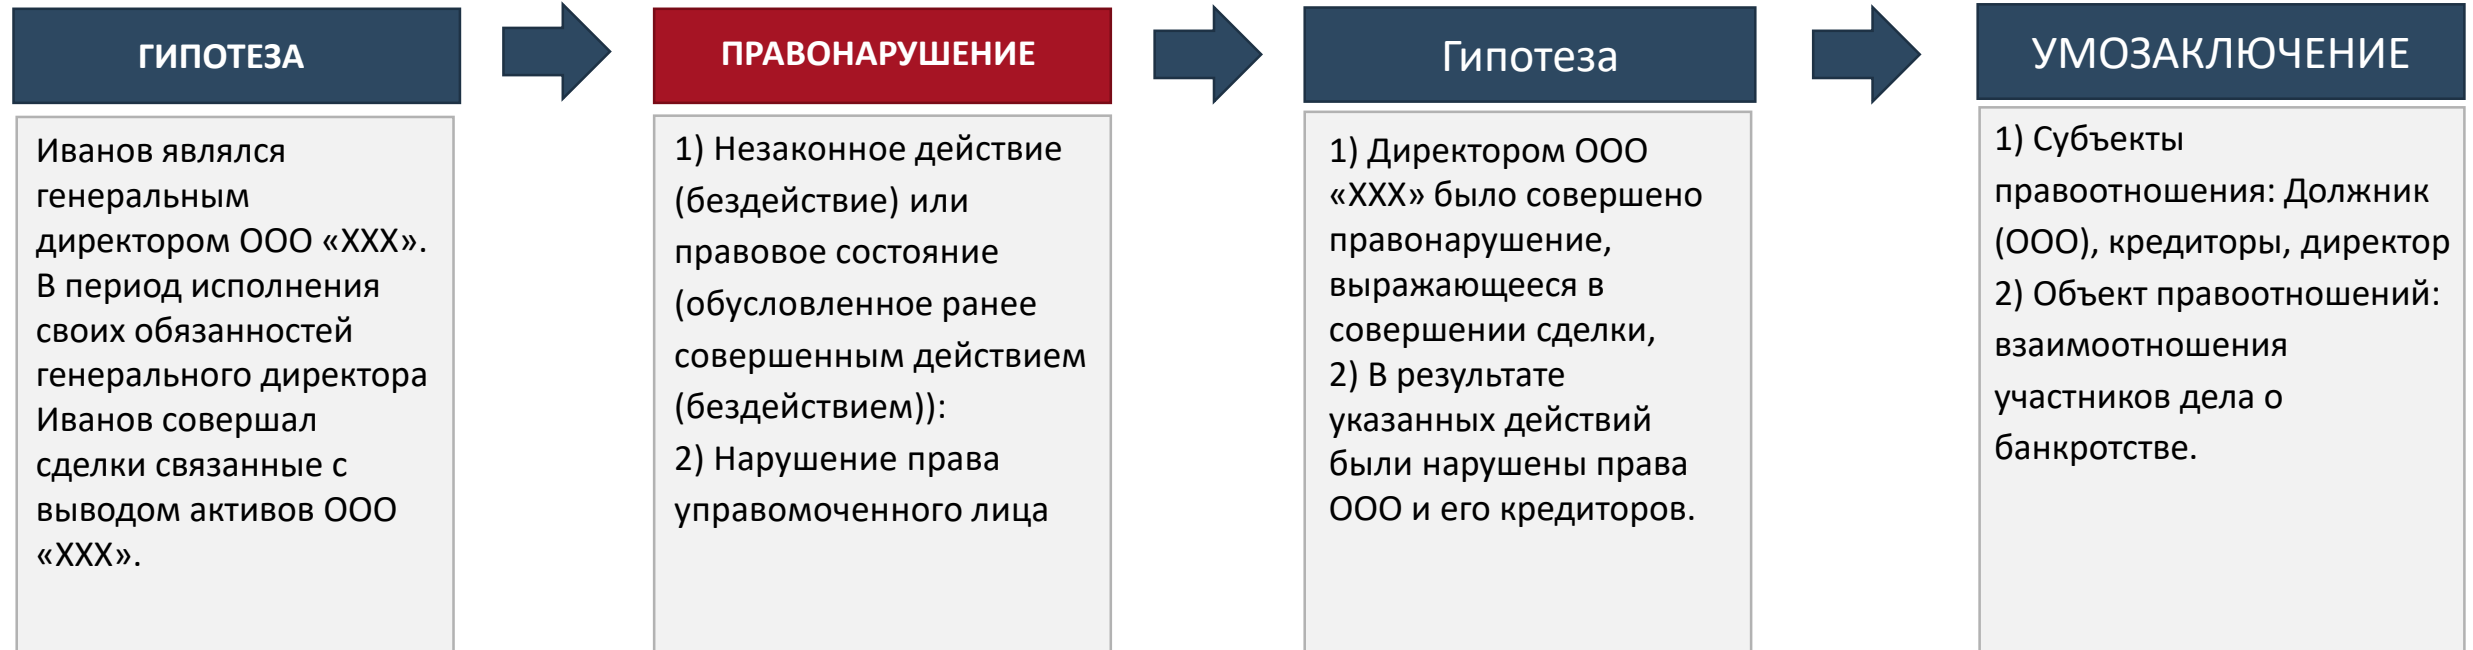 ГИПОТЕЗА
Иванов являлся
генеральным
директором ООО «ХХХ».
В период исполнения
своих обязанностей
генерального директора
Иванов совершал
сделки связанные с
выводом активов ООО
«ХХХ».
ПРАВОНАРУШЕНИЕ
1) Незаконное действие
(бездействие) или
правовое состояние
(обусловленное ранее
совершенным действием
(бездействием)):
2) Нарушение права
управомоченного лица
Гипотеза
1) Директором ООО
«ХХХ» было совершено
правонарушение,
выражающееся в
совершении сделки,
2) В результате
указанных действий
были нарушены права
ООО и его кредиторов.
УМОЗАКЛЮЧЕНИЕ
1) Субъекты
правоотношения: Должник
(ООО), кредиторы, директор
2) Объект правоотношений:
взаимоотношения
участников дела о
банкротстве.